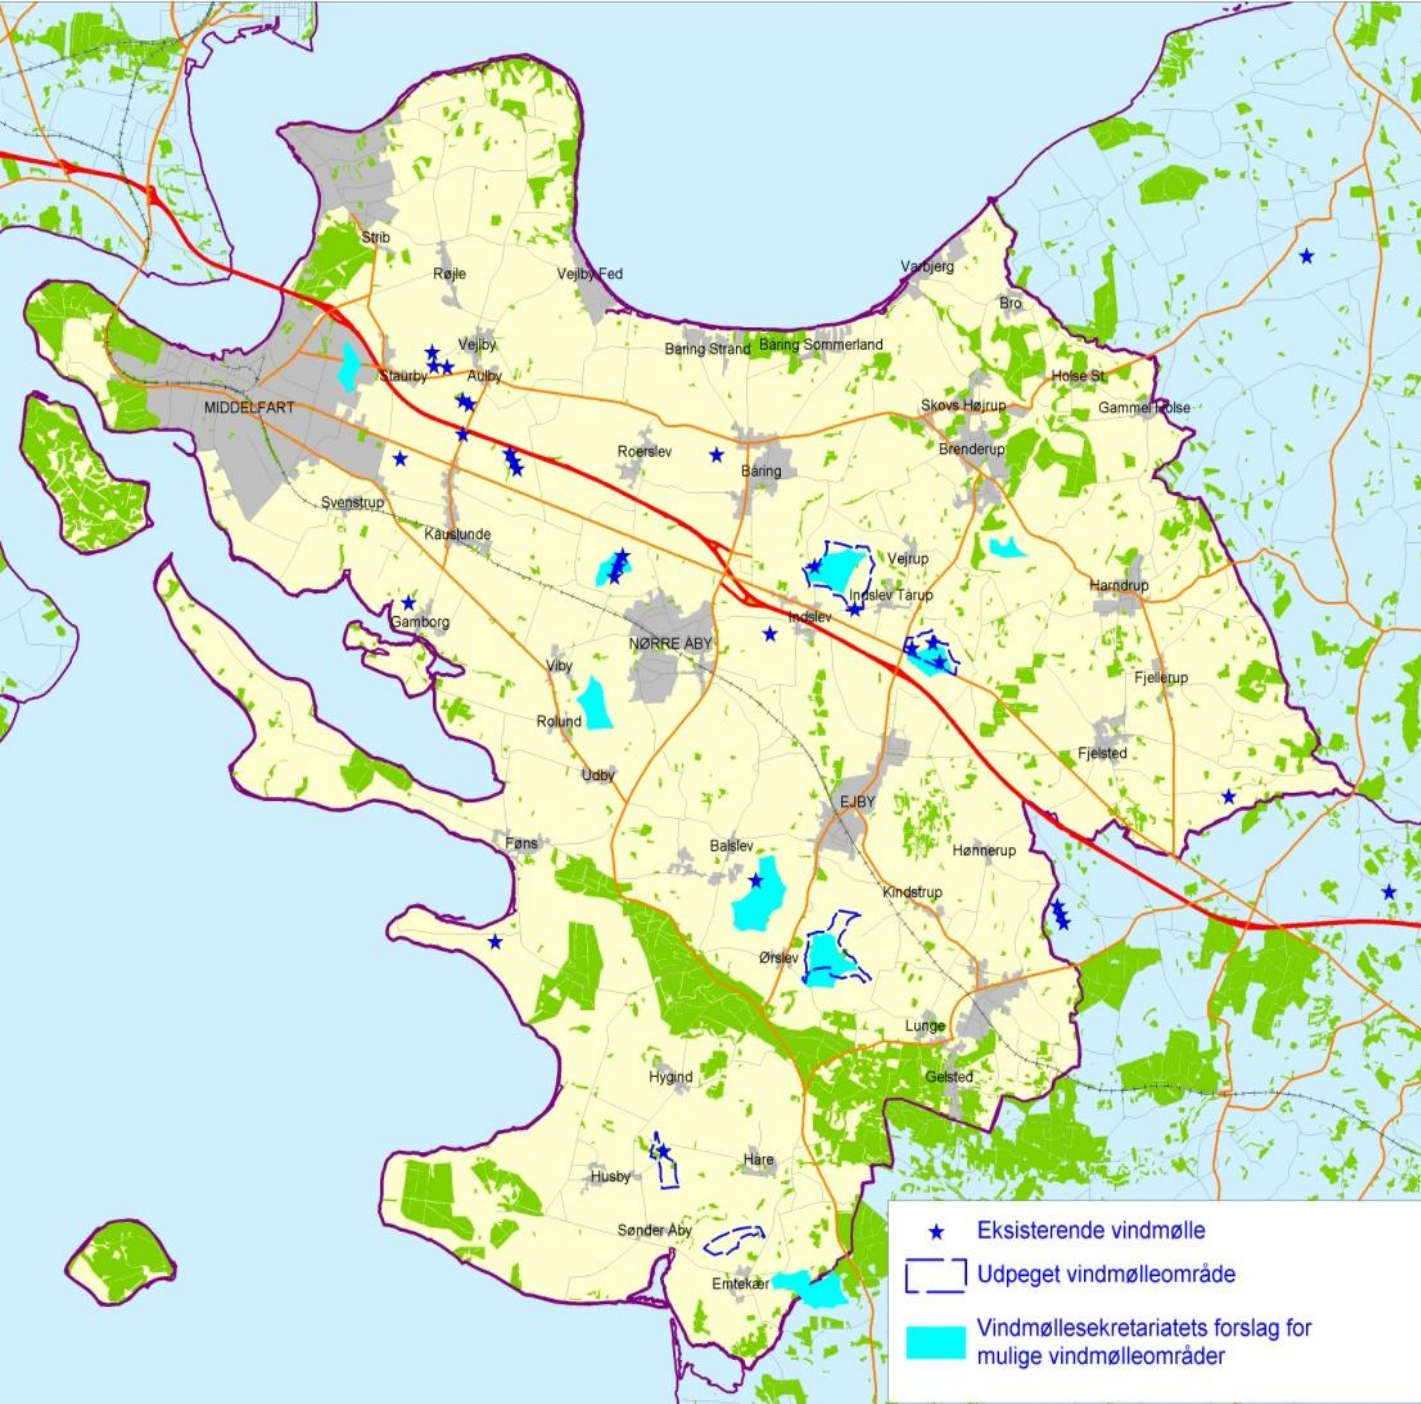 Strib
Røjle
Vejlby Fed
Varbjerg
Bro
Vejlby
Båring Strand
Båring Sommerland
Staurby
Aulby
Holse St.
MIDDELFART
Skovs Højrup
Gammel Holse
Roerslev
Brenderup
Båring
Svenstrup
Kauslunde
Vejrup
Harndrup
Indslev Tårup
Gamborg
Indslev
NØRRE ABY
Viby
Fjellerup
Rolund
Fjelsted
Udby
EJBY
Føns
Balslev
Hønnerup
Kindstrup
Ørslev
Lunge
Hygind
Gelsted
Husby
Hare
Sønder Aby
Emtekær
Eksisterende vindmølle
Udpeget vindmølleområde
Vindmøllesekretariatets forslag for
mulige vindmølleområder